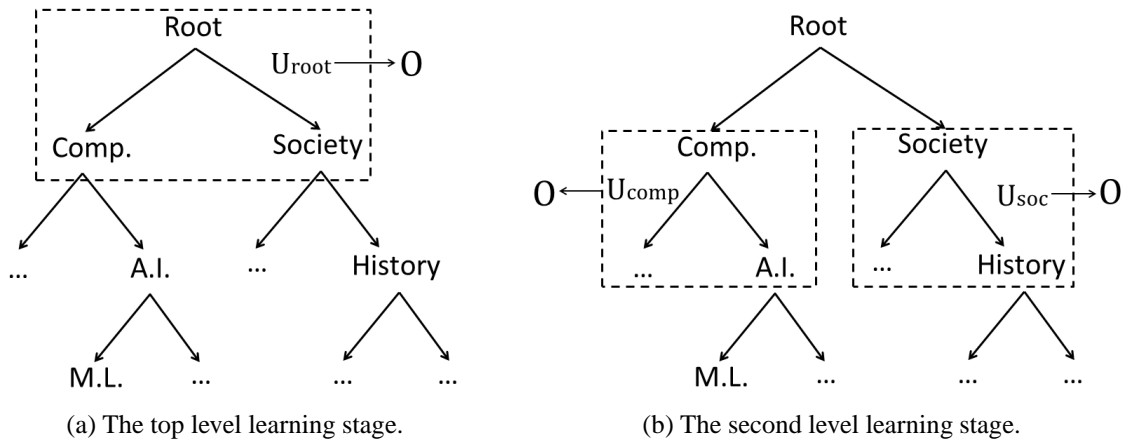 Root
Uroot O
Comp. Society
... A.I. ... History
M.L. ... ... ...
(a) The top level learning stage.
Root
Comp. Society
O Ucomp Usoc O
... A.I. ... History
M.L. ... ... ...
(b) The second level learning stage.